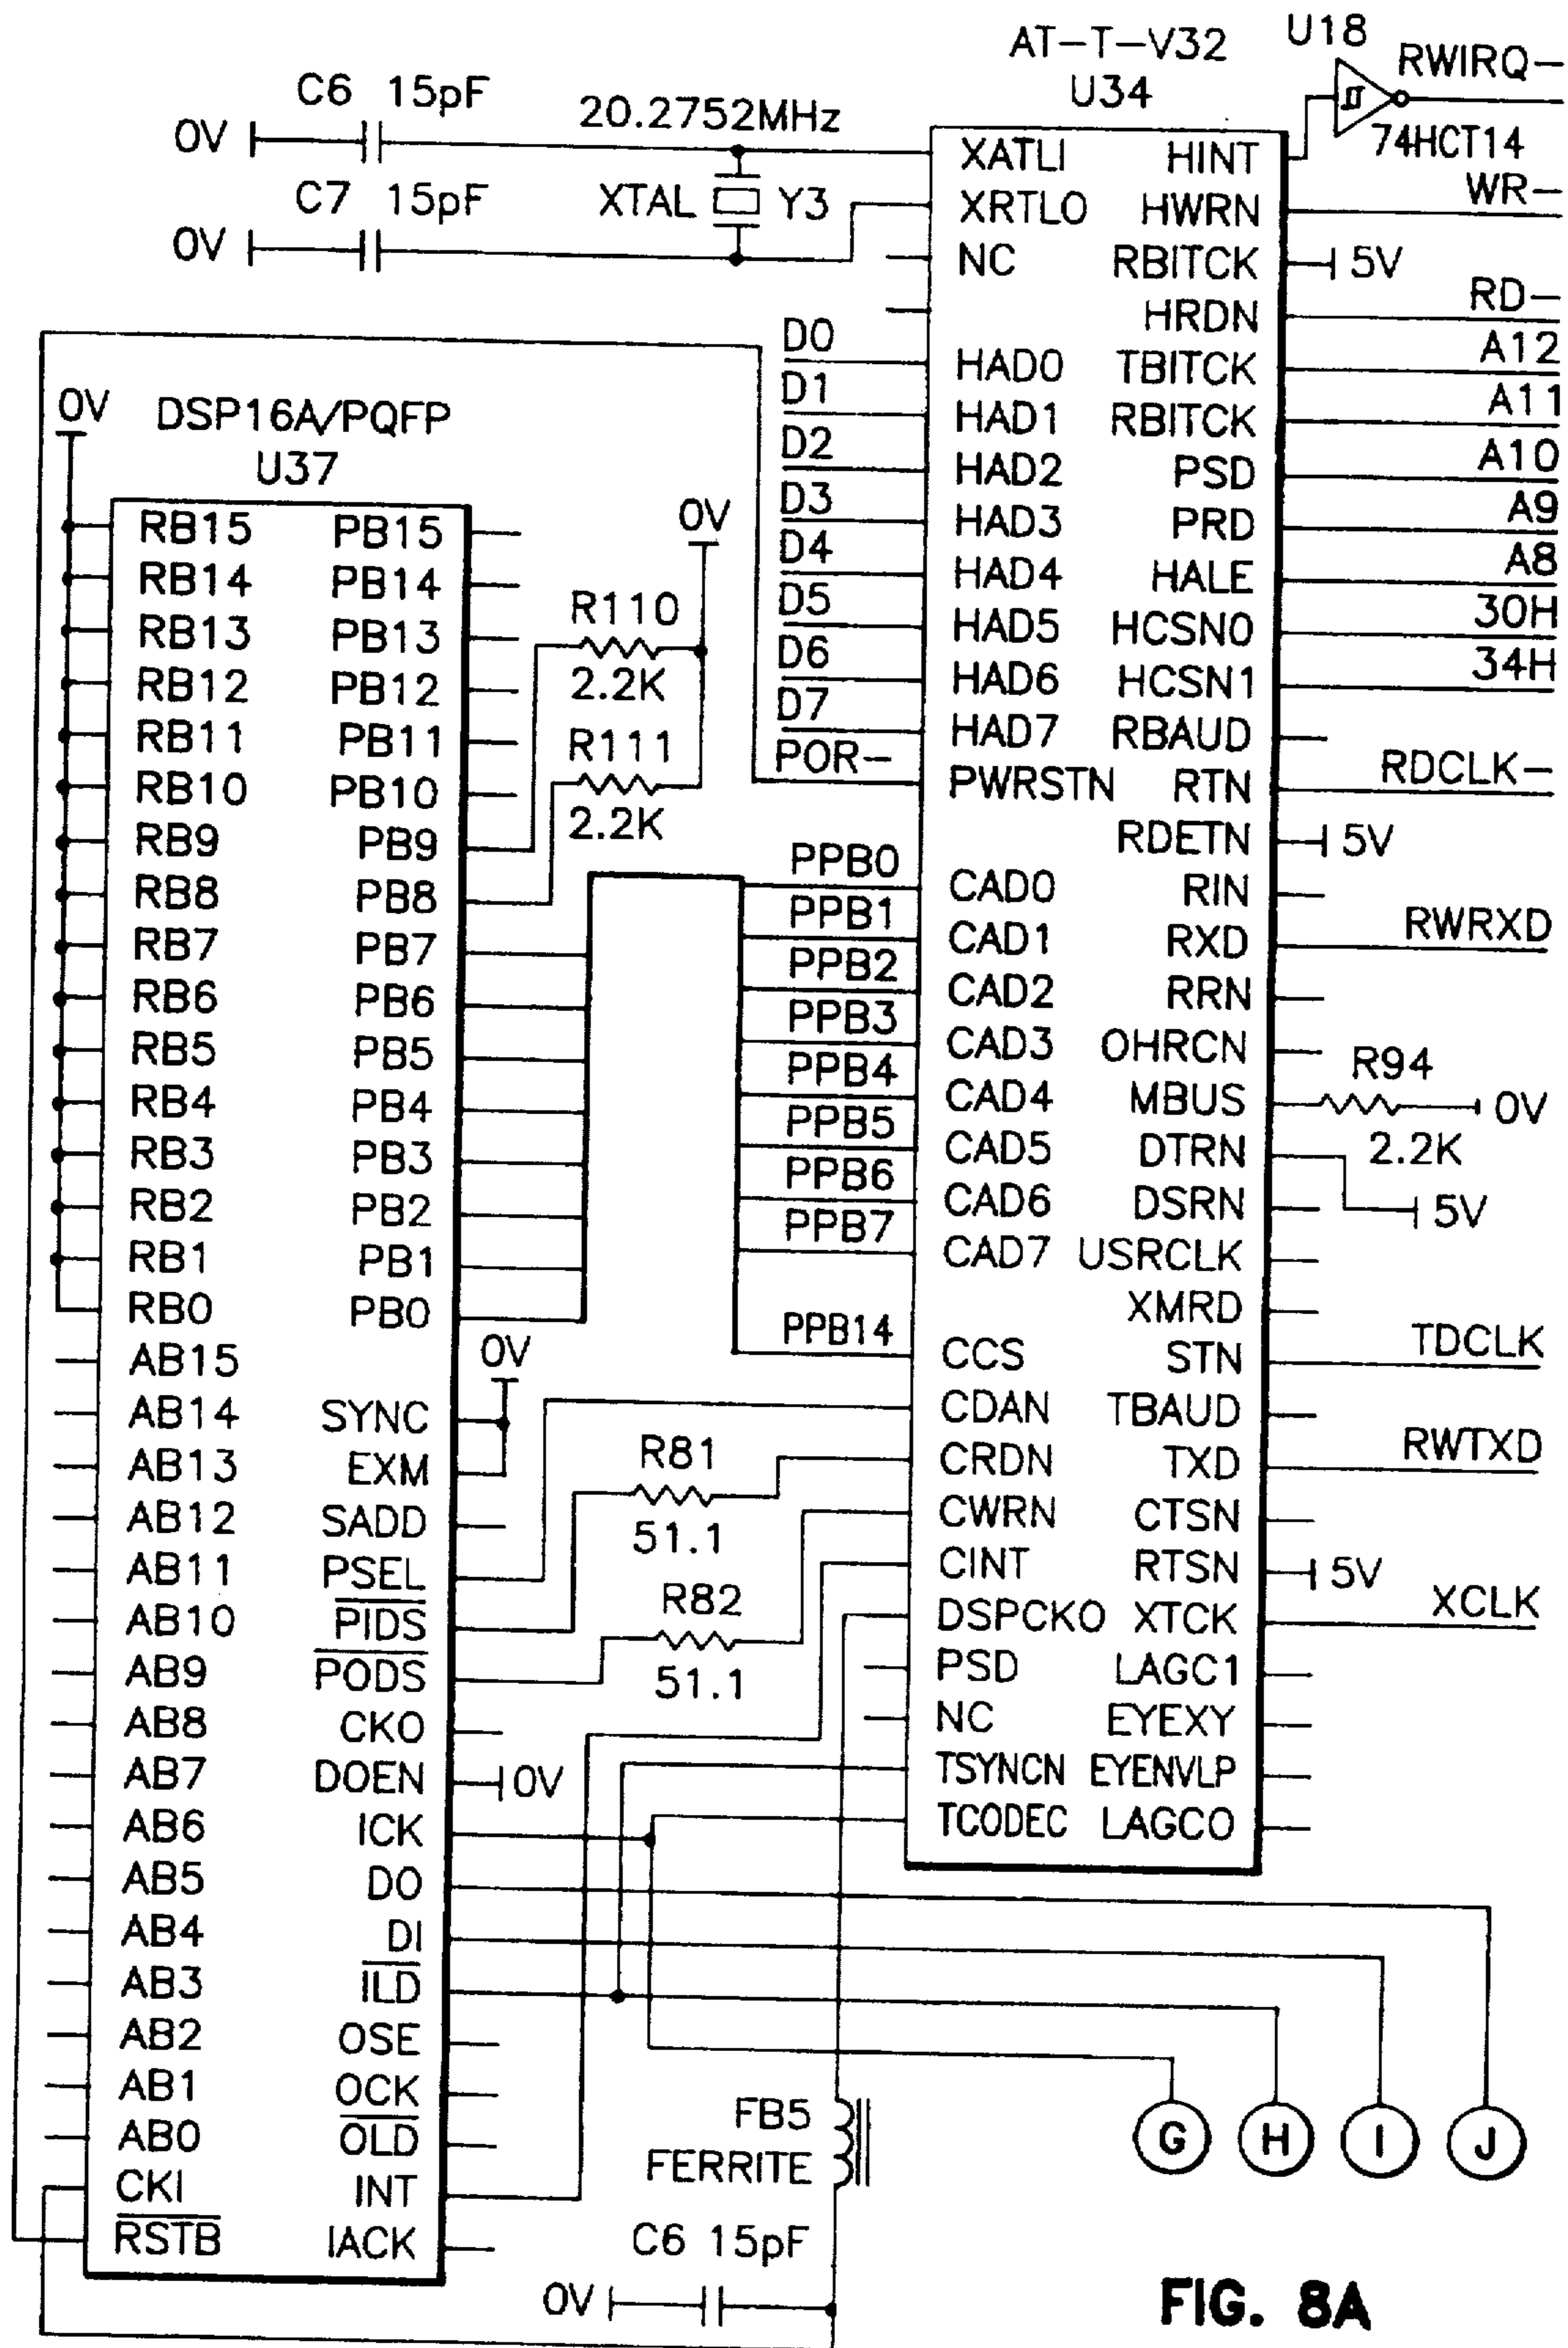 AT-T-V32
U34
U18
RWIRQ-
74HCT14
C6 15pF
0V
20.2752MHz
C7 15pF
0V
XTAL
Y3
XATLI HINT
XRTLO HWRN
WR-
NC RBITCK
5V
HRDN
RD-
D0
HAD0 TBITCK
A12
D1
HAD1 RBITCK
A11
D2
HAD2 PSD
A10
D3
HAD3 PRD
A9
D4
HAD4 HALE
A8
D5
HAD5 HCSN0
30H
D6
HAD6 HCSN1
34H
D7
HAD7 RBAUD
POR-
PWRSTN RTN
RDCLK-
RDETN
5V
PPB0
CAD0 RIN
PPB1
CAD1 RXD
RWRXD
PPB2
CAD2 RRN
PPB3
CAD3 OHRCN
PPB4
CAD4 MBUS
R94
2.2K
0V
PPB5
CAD5 DTRN
5V
PPB6
CAD6 DSRN
PPB7
CAD7 USRCLK
XMRD
PPB14
CCS STN
TDCLK
CDAN TBAUD
CRDN TXD
RWTXD
CWRN CTSN
CINT RTSN
5V
DSPCKO XTCK
XCLK
PSD LAGC1
NC EYEXY
TSYNCN EYENVLP
TCODEC LAGCO
0V
DSP16A/PQFP
U37
RB15 PB15
RB14 PB14
RB13 PB13
RB12 PB12
RB11 PB11
RB10 PB10
RB9 PB9
RB8 PB8
RB7 PB7
RB6 PB6
RB5 PB5
RB4 PB4
RB3 PB3
RB2 PB2
RB1 PB1
RB0 PB0
AB15
AB14 SYNC
AB13 EXM
AB12 SADD
AB11 PSEL
AB10 PIDS
AB9 PODS
AB8 CKO
AB7 DOEN
0V
AB6 ICK
AB5 DO
AB4 DI
AB3 ILD
AB2 OSE
AB1 OCK
AB0 OLD
CKI INT
RSTB IACK
0V
R110
2.2K
R111
2.2K
0V
R81
51.1
R82
51.1
FB5
FERRITE
C6 15pF
0V
G
H
I
J
FIG. 8A